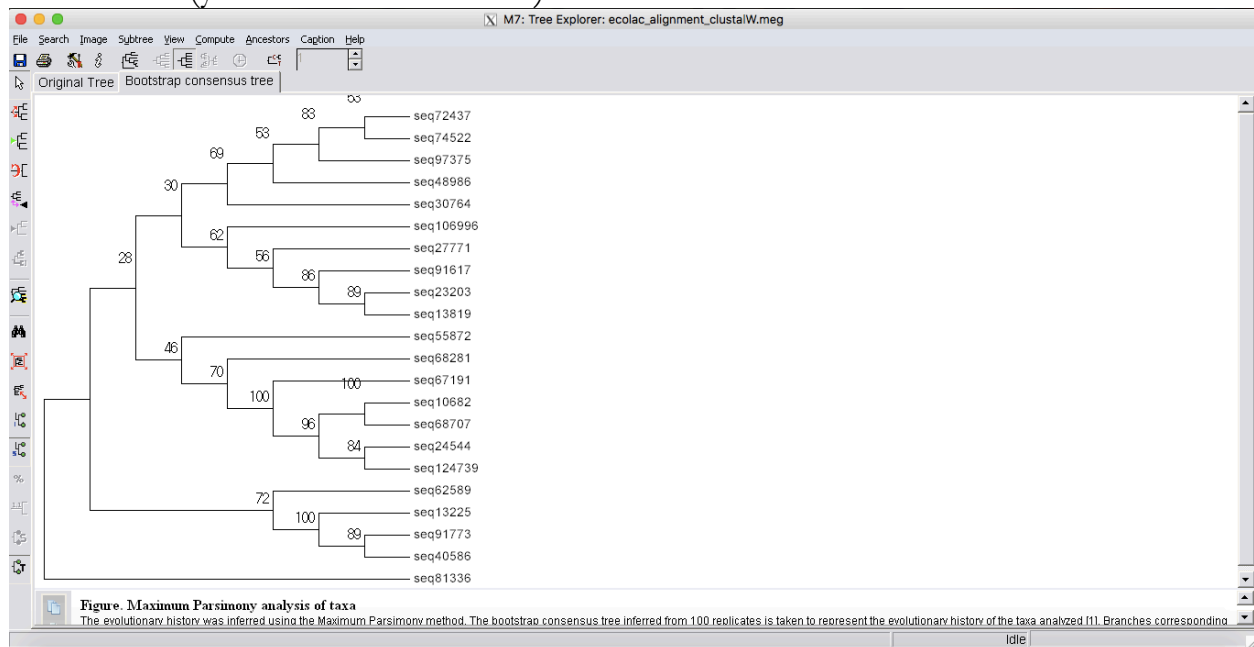 M7: Tree Explorer: ecolac_alignment_clustalW.meg
File Search Image Subtree View Compute Ancestors Caption Help
Original Tree Bootstrap consensus tree
53
83 seq72437
53 seq74522
69 seq97375
30 seq48986
seq30764
62 seq106996
28 56 seq27771
86 seq91617
89 seq23203
seq13819
46 seq55872
70 seq68281
100 100 seq67191
seq10682
96 seq68707
84 seq24544
seq124739
72 seq62589
100 seq13225
89 seq91773
seq40586
seq81336
Figure. Maximum Parsimony analysis of taxa
The evolutionary history was inferred using the Maximum Parsimony method. The bootstrap consensus tree inferred from 100 replicates is taken to represent the evolutionary history of the taxa analyzed [1]. Branches corresponding
Idle